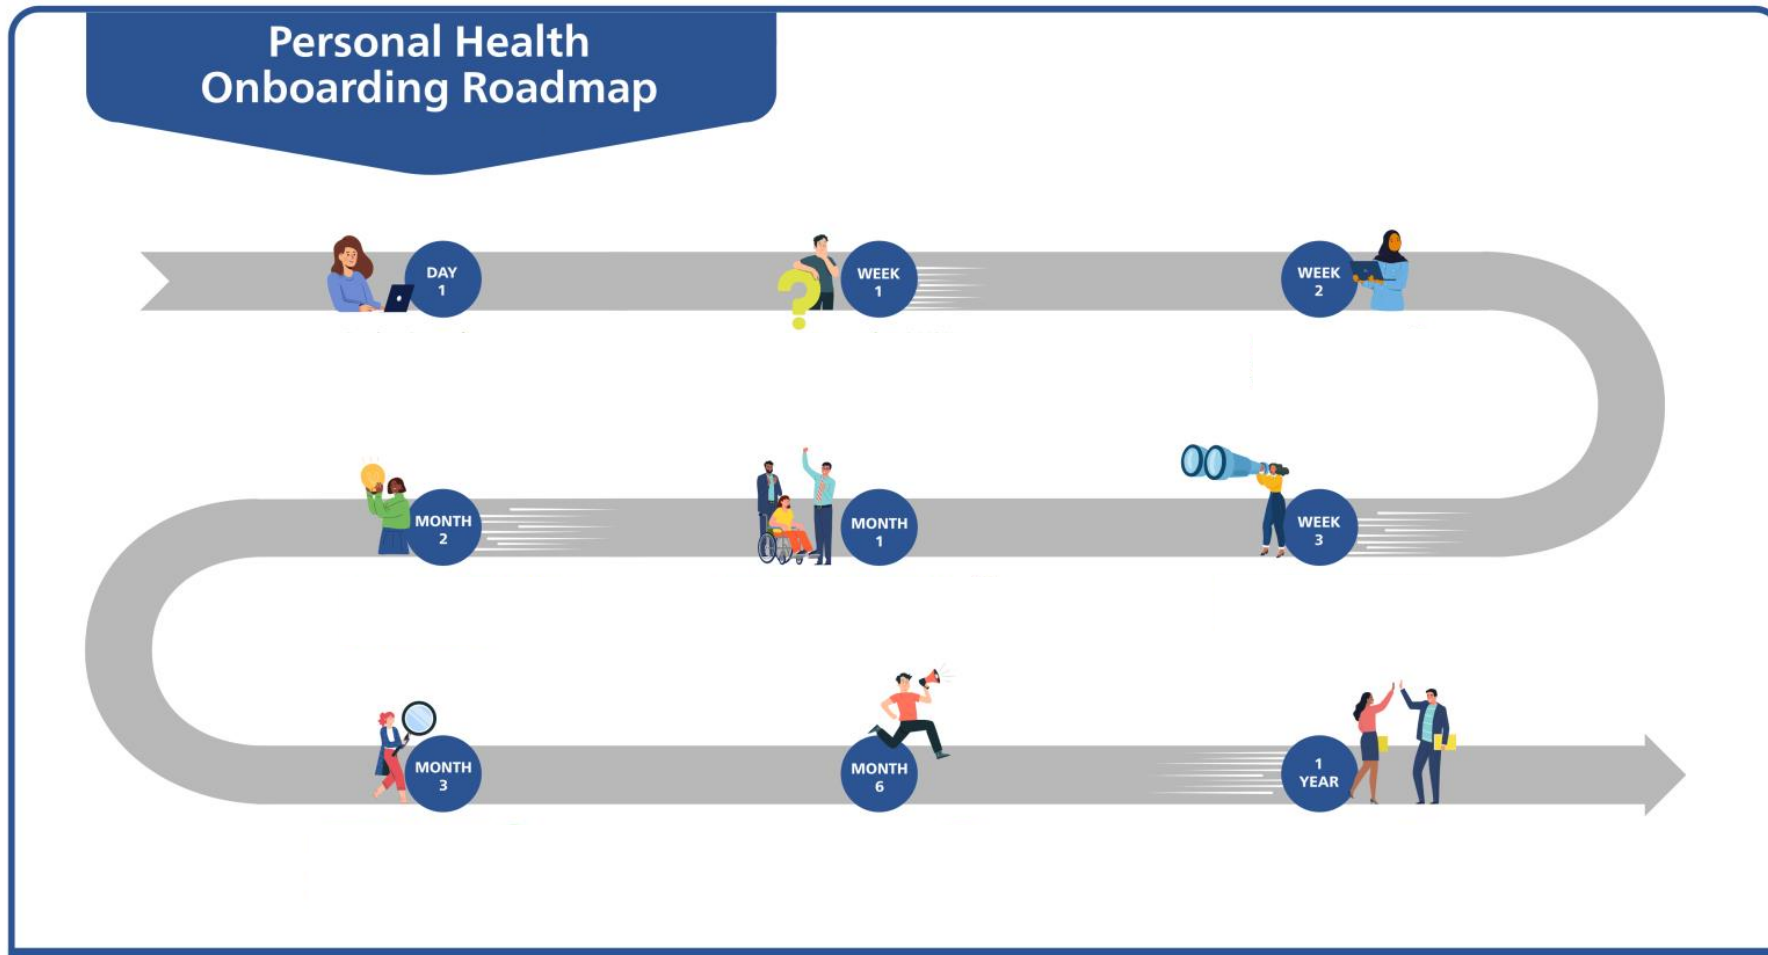 Personal Health
Onboarding Roadmap
DAY
1
WEEK
1
WEEK
2
WEEK
3
MONTH
1
MONTH
2
MONTH
3
MONTH
6
1
YEAR